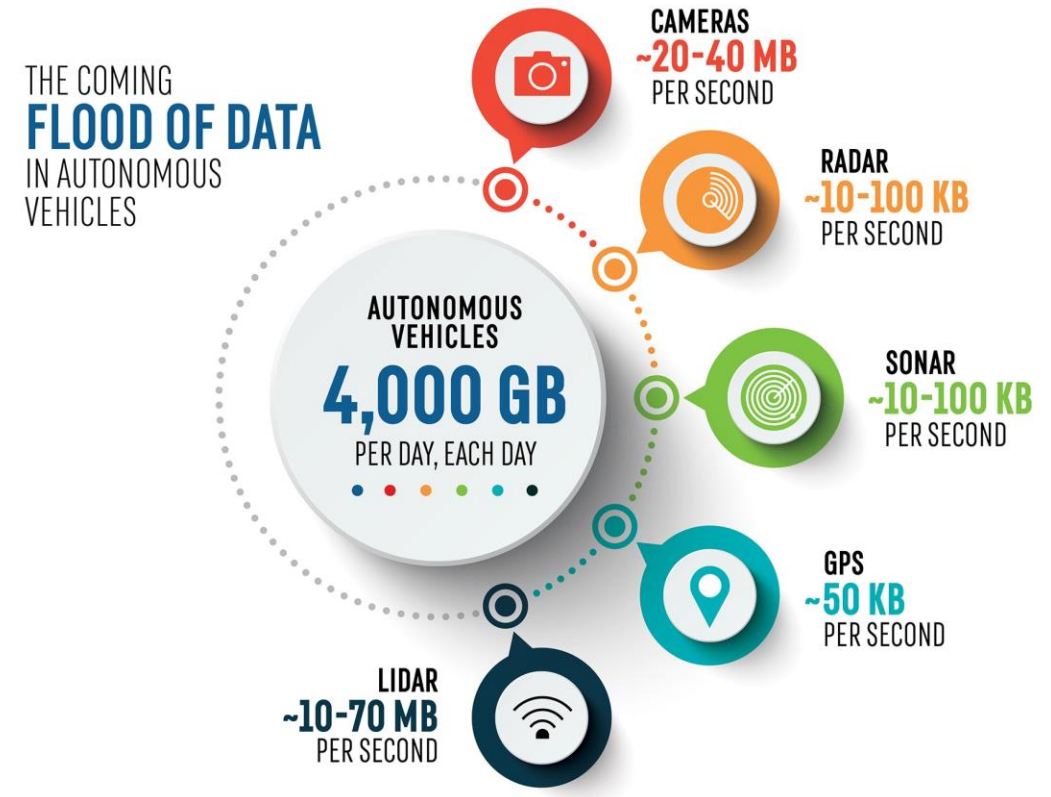 THE COMING
FLOOD OF DATA
IN AUTONOMOUS
VEHICLES
CAMERAS
~20-40 MB
PER SECOND
RADAR
~10-100 KB
PER SECOND
AUTONOMOUS
VEHICLES
4,000 GB
PER DAY, EACH DAY
SONAR
~10-100 KB
PER SECOND
GPS
~50 KB
PER SECOND
LIDAR
~10-70 MB
PER SECOND